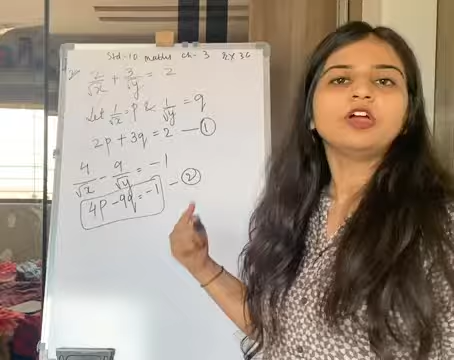 Std-10 maths ch-3 Ex 3.6
2/√x + 3/√y = 2
Let 1/√x = p & 1/√y = q
2p + 3q = 2 — ①
4/√x - 9/√y = -1
4p - 9q = -1 — ②